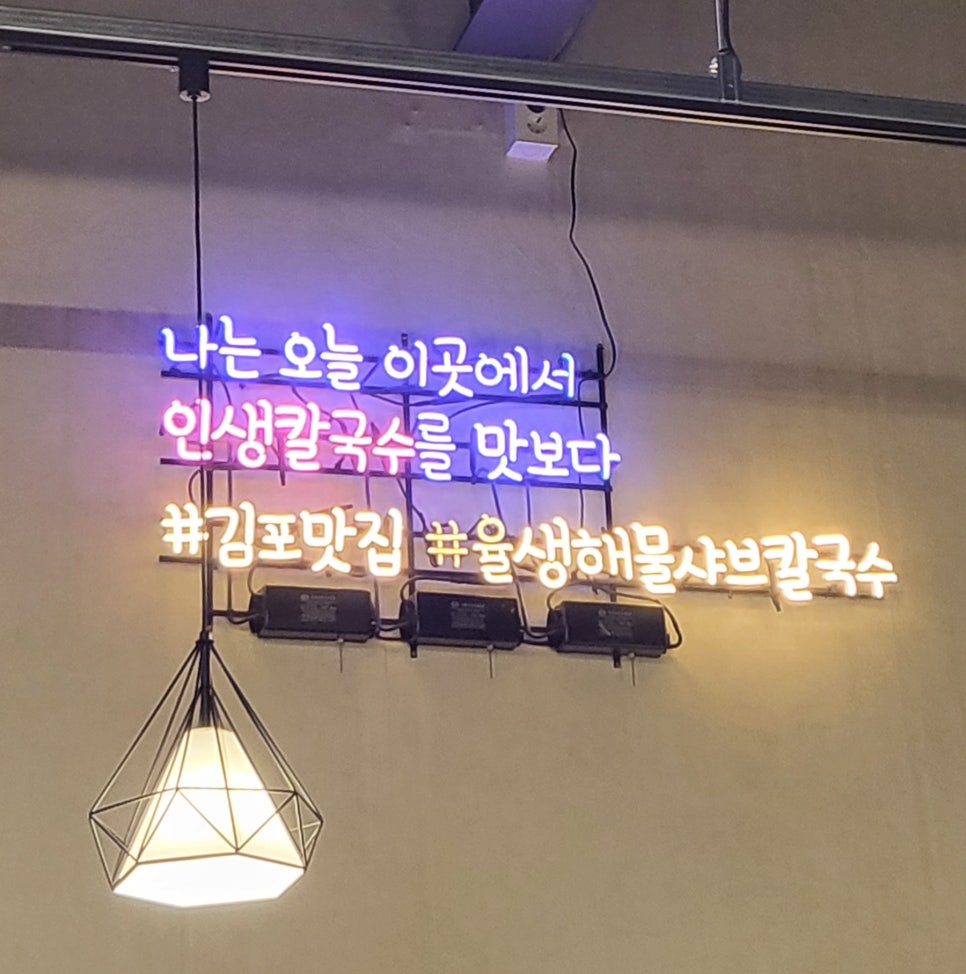 나는 오늘 이곳에서
인생칼국수를 맛보다
#김포맛집 #율생해물샤브칼국수